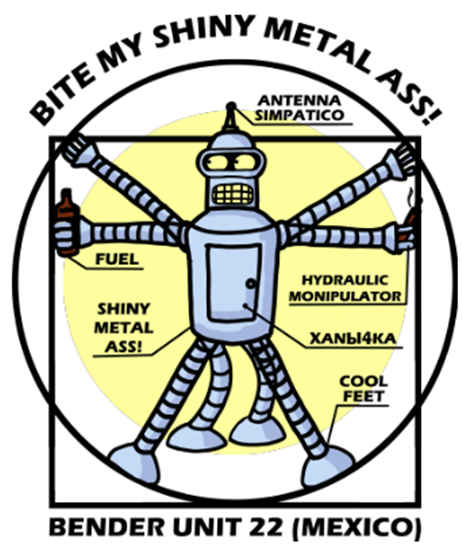 BITE MY SHINY METAL ASS!
ANTENNA
SIMPATICO
FUEL
HYDRAULIC
MONIPULATOR
SHINY
METAL
ASS!
ХАНЫ4КА
COOL
FEET
BENDER UNIT 22 (MEXICO)